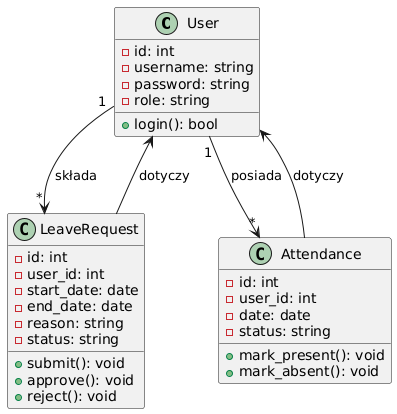 C User
id: int
username: string
password: string
role: string
login(): bool
1
składa
*
dotyczy
1
posiada
*
dotyczy
C LeaveRequest
id: int
user_id: int
start_date: date
end_date: date
reason: string
status: string
submit(): void
approve(): void
reject(): void
C Attendance
id: int
user_id: int
date: date
status: string
mark_present(): void
mark_absent(): void